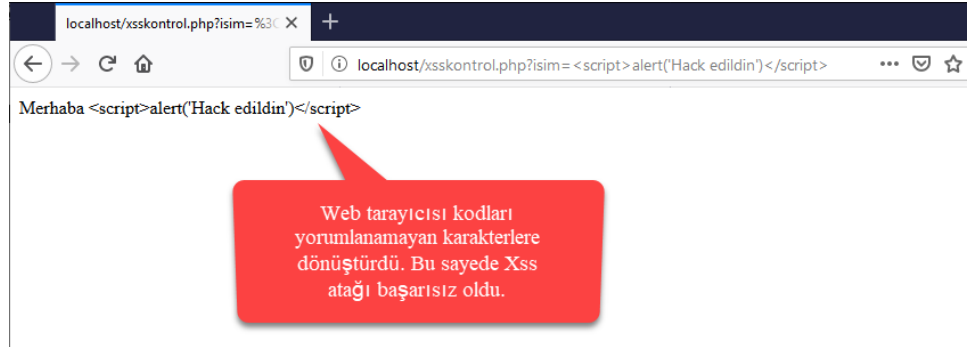 localhost/xsskontrol.php?isim=%3C
localhost/xsskontrol.php?isim=<script>alert('Hack edildin')</script>
Merhaba <script>alert('Hack edildin')</script>
Web tarayıcısı kodları
yorumlanamayan karakterlere
dönüştürdü. Bu sayede Xss
atağı başarısız oldu.